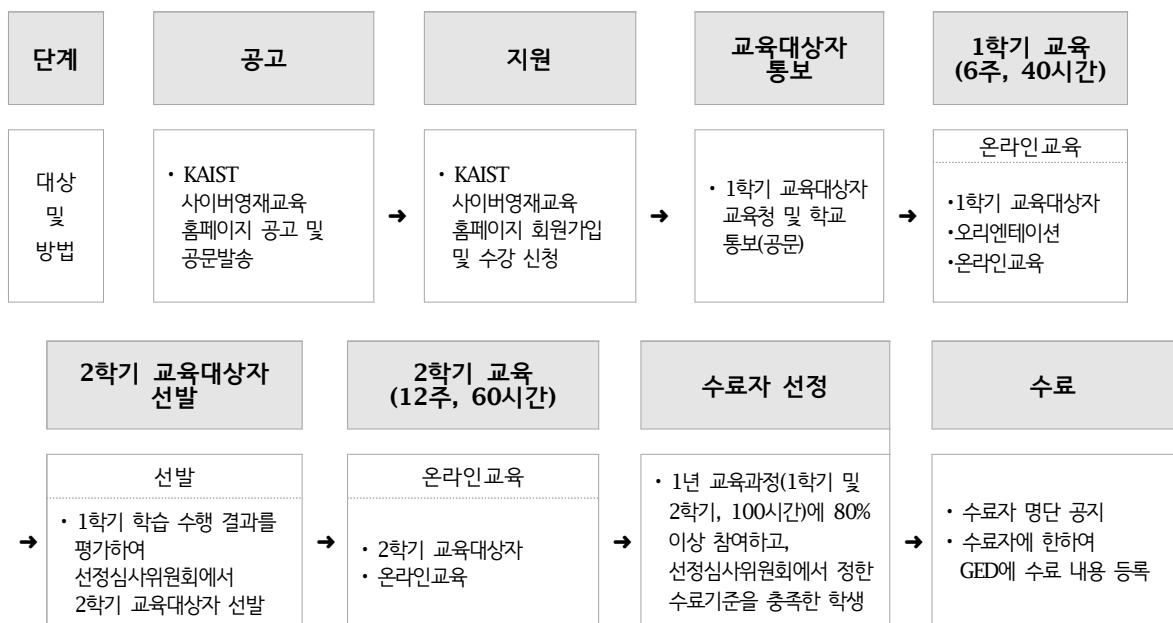 단계
공고
지원
교육대상자
통보
1학기 교육
(6주, 40시간)
대상
및
방법
• KAIST
사이버영재교육
홈페이지 공고 및
공문발송
➜
• KAIST
사이버영재교육
홈페이지 회원가입
및 수강 신청
➜
• 1학기 교육대상자
교육청 및 학교
통보(공문)
➜
온라인교육
•1학기 교육대상자
•오리엔테이션
•온라인교육
2학기 교육대상자
선발
2학기 교육
(12주, 60시간)
수료자 선정
수료
➜
선발
• 1학기 학습 수행 결과를
평가하여
선정심사위원회에서
2학기 교육대상자 선발
➜
온라인교육
• 2학기 교육대상자
• 온라인교육
➜
• 1년 교육과정(1학기 및
2학기, 100시간)에 80%
이상 참여하고,
선정심사위원회에서 정한
수료기준을 충족한 학생
➜
• 수료자 명단 공지
• 수료자에 한하여
GED에 수료 내용 등록